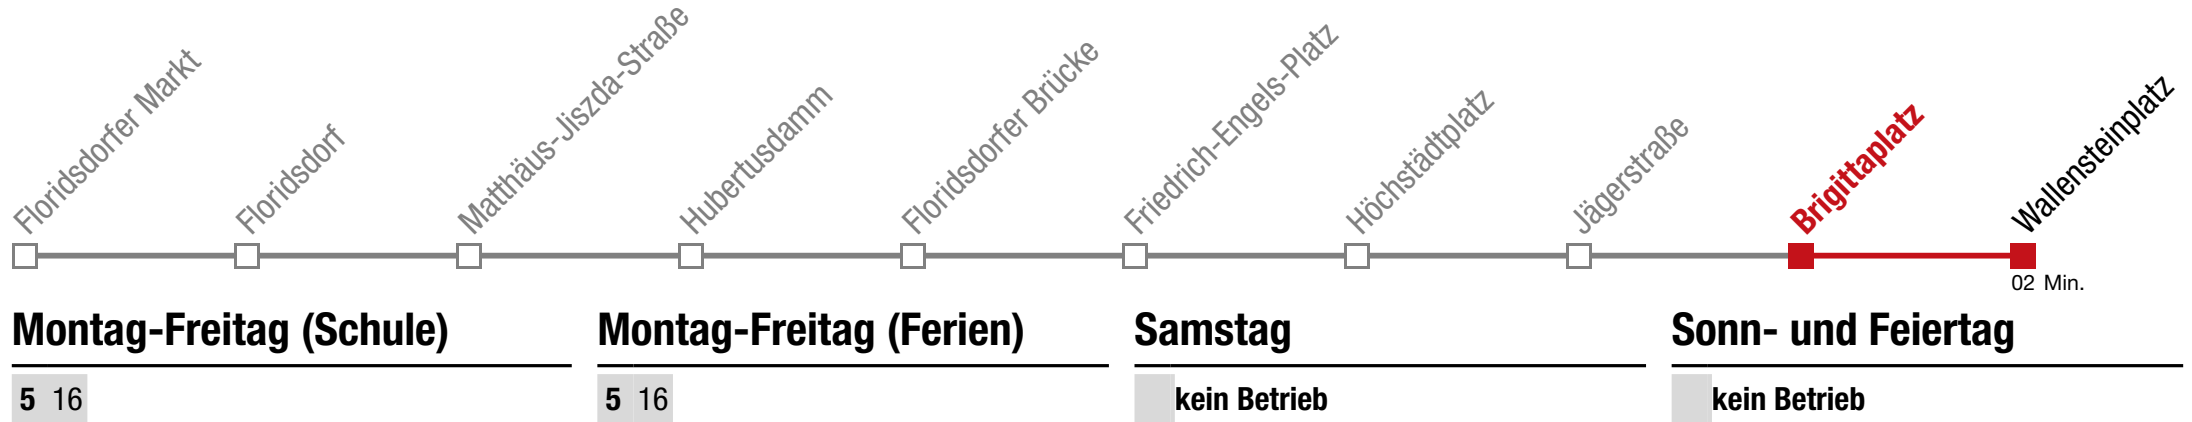 Floridsdorfer Markt
Floridsdorf
Matthäus-Jiszda-Straße
Hubertusdamm
Floridsdorfer Brücke
Friedrich-Engels-Platz
Höchstädtplatz
Jägerstraße
Brigittaplatz
Wallensteinplatz
02 Min.
Montag-Freitag (Schule)
5 16
Montag-Freitag (Ferien)
5 16
Samstag
kein Betrieb
Sonn- und Feiertag
kein Betrieb